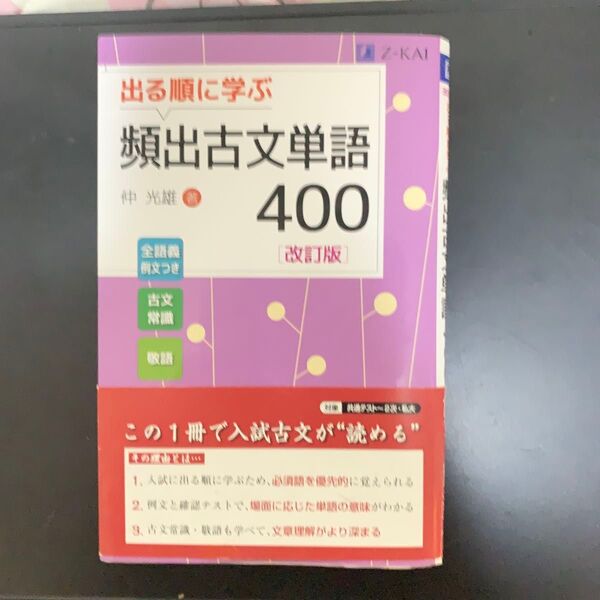 Z-KAI
出る順に学ぶ
頻出古文単語
400
仲 光雄 著
[改訂版]
全語義
例文つき
古文
常識
敬語
対象 共通テスト〜2次・私大
この1冊で入試古文が“読める”
その理由とは…
1. 入試に出る順に学ぶため、必須語を優先的に覚えられる
2. 例文と確認テストで、場面に応じた単語の意味がわかる
3. 古文常識・敬語も学べて、文章理解がより深まる